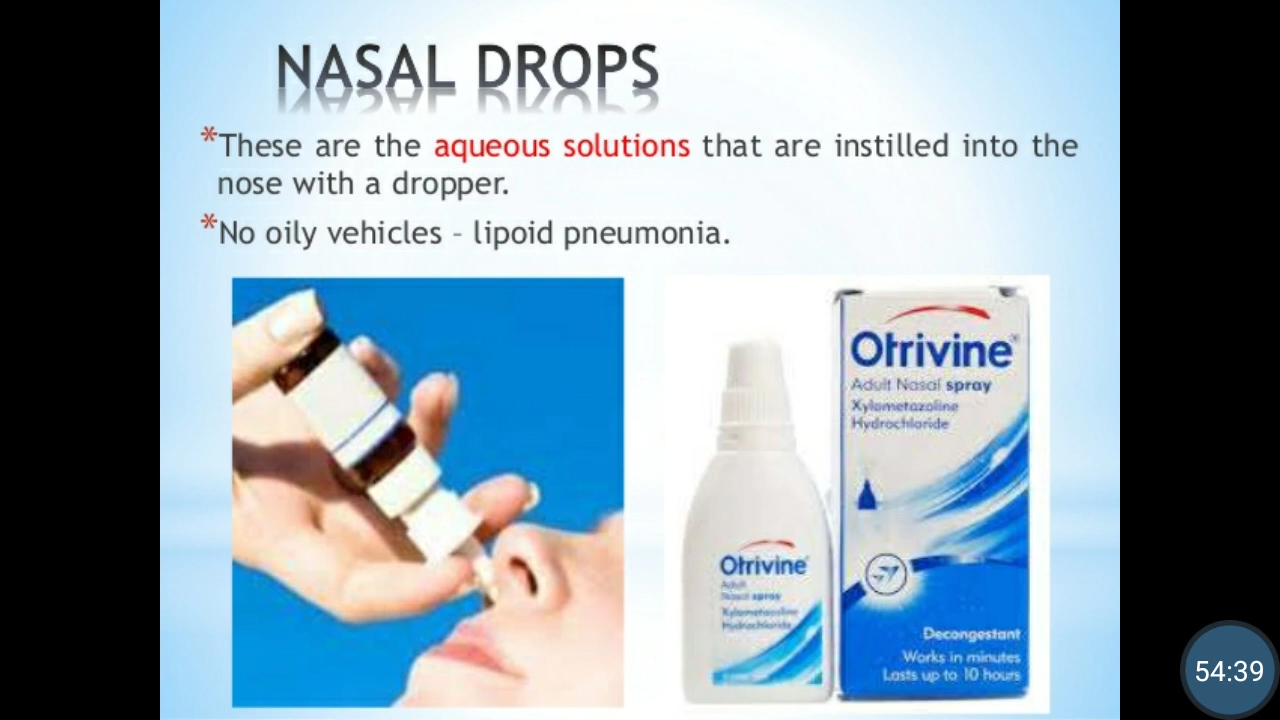 NASAL DROPS
*These are the aqueous solutions that are instilled into the
nose with a dropper.
*No oily vehicles - lipoid pneumonia.
Otrivine®
Adult Nasal spray
Xylometazoline
Hydrochloride
Otrivine®
Adult
Nasal spray
Xylometazoline
Hydrochloride
Decongestant
Works in minutes
Lasts up to 10 hours
54:39